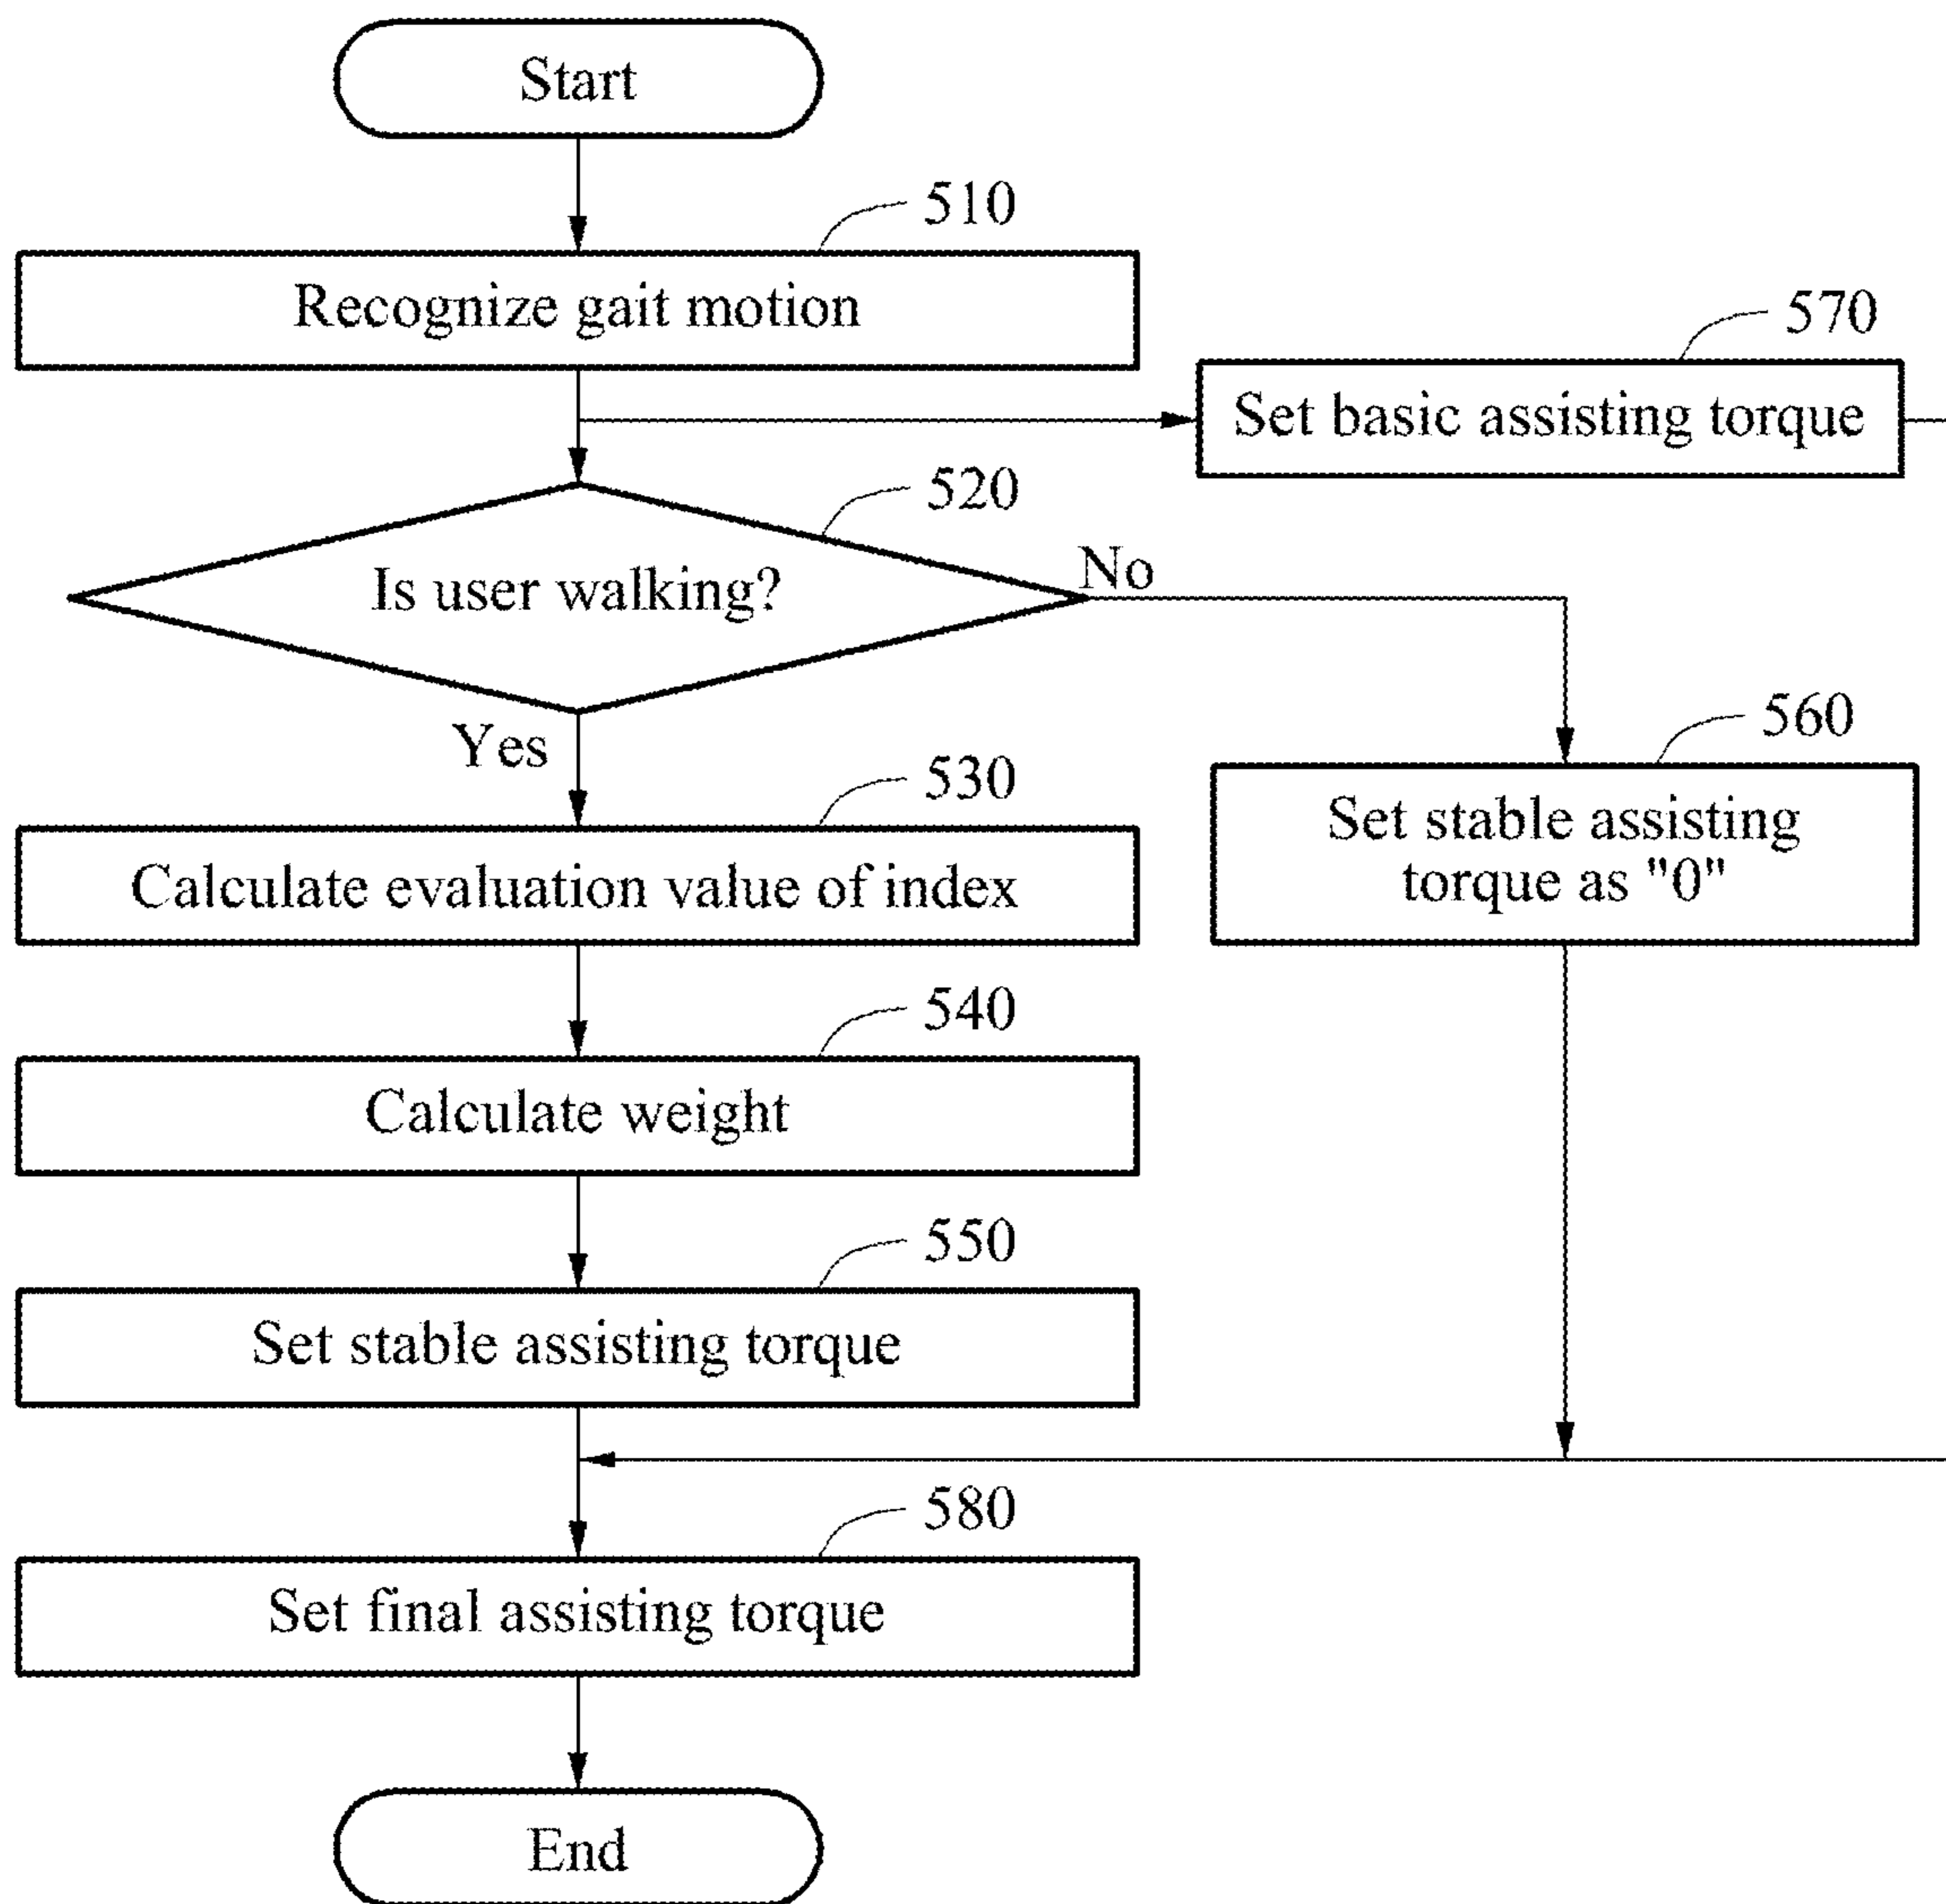 Start
510
Recognize gait motion
570
Set basic assisting torque
520
Is user walking?
No
Yes
560
Set stable assisting
torque as "0"
530
Calculate evaluation value of index
540
Calculate weight
550
Set stable assisting torque
580
Set final assisting torque
End